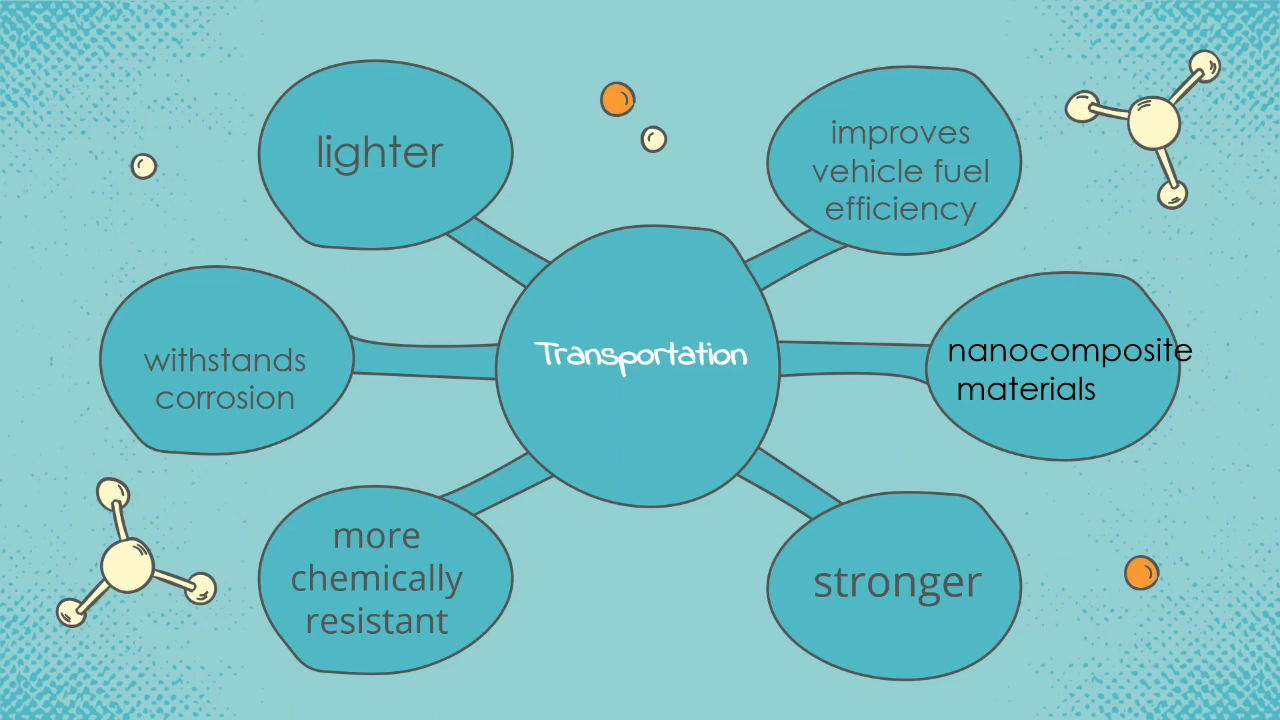 lighter
improves
vehicle fuel
efficiency
withstands
corrosion
Transportation
nanocomposite
materials
more
chemically
resistant
stronger